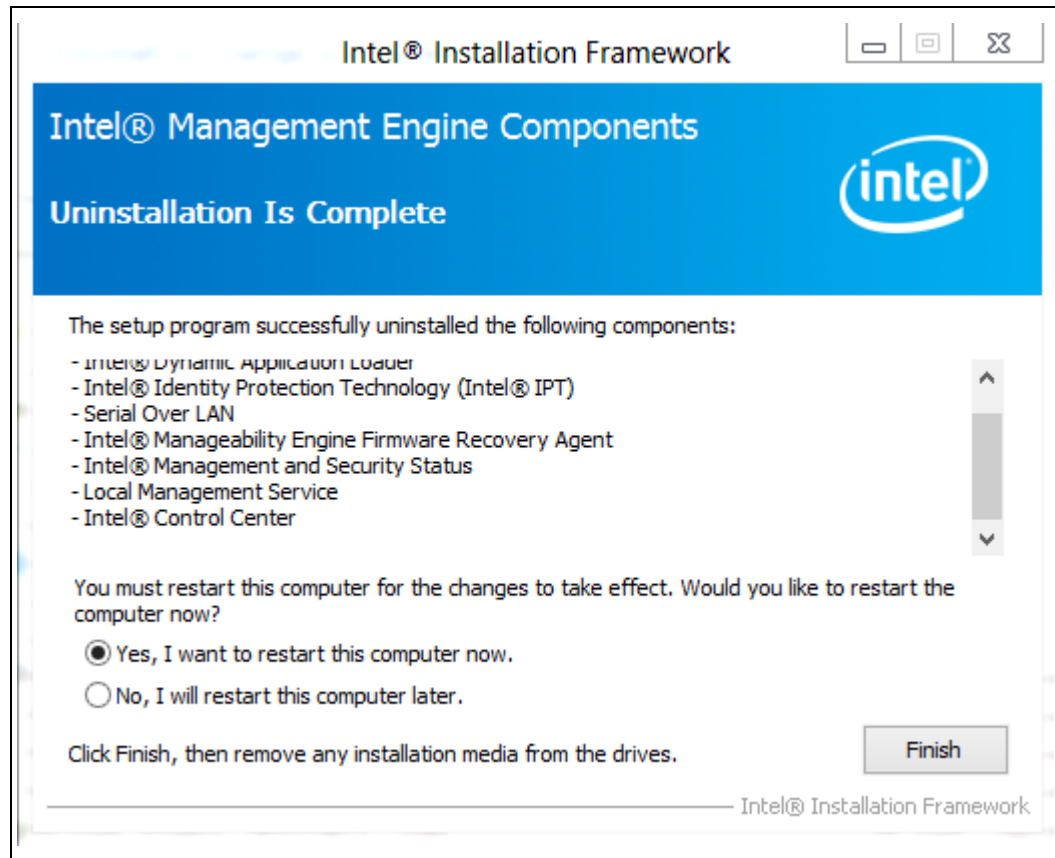 Intel® Installation Framework
Intel® Management Engine Components
intel
Uninstallation Is Complete
The setup program successfully uninstalled the following components:
- Intel® Dynamic Application Loader
- Intel® Identity Protection Technology (Intel® IPT)
- Serial Over LAN
- Intel® Manageability Engine Firmware Recovery Agent
- Intel® Management and Security Status
- Local Management Service
- Intel® Control Center
You must restart this computer for the changes to take effect. Would you like to restart the
computer now?
Yes, I want to restart this computer now.
No, I will restart this computer later.
Click Finish, then remove any installation media from the drives.
Finish
Intel® Installation Framework